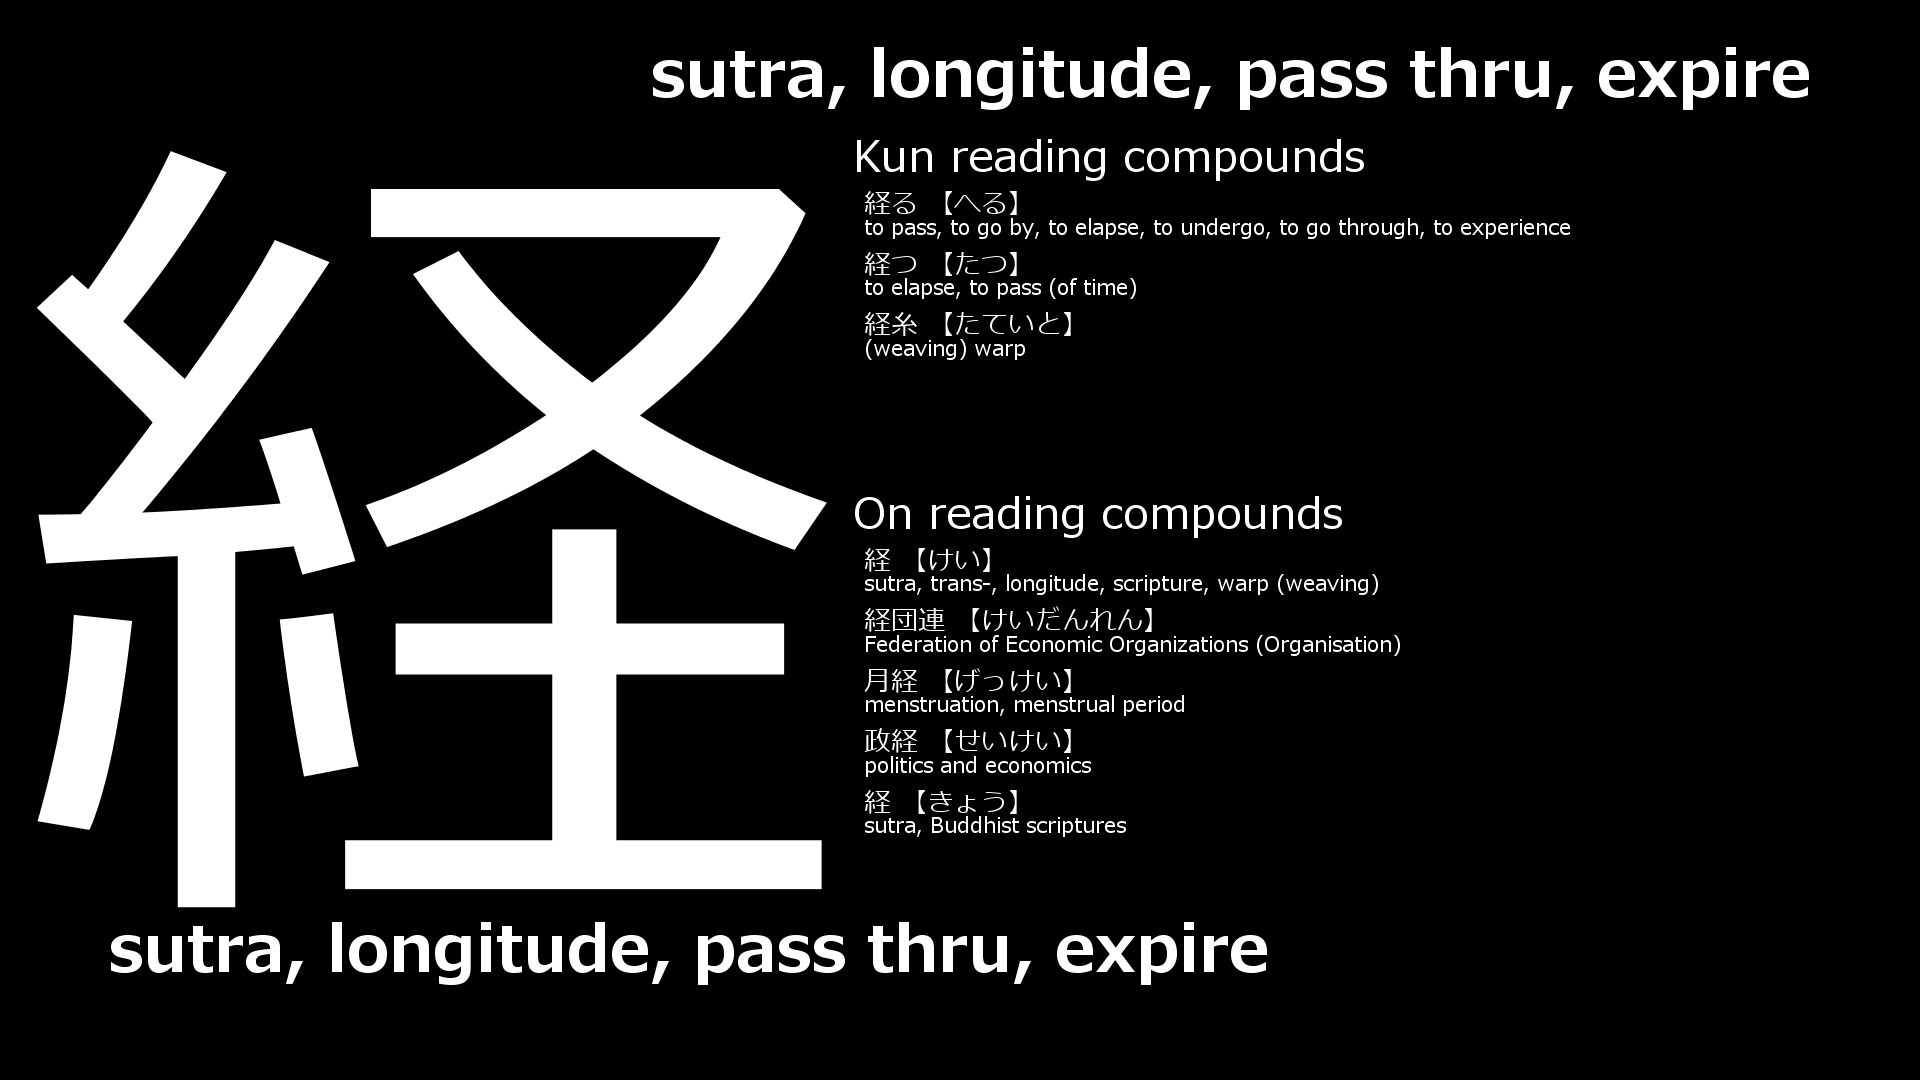 sutra, longitude, pass thru, expire
経
Kun reading compounds
経る 【へる】
to pass, to go by, to elapse, to undergo, to go through, to experience
経つ 【たつ】
to elapse, to pass (of time)
経糸 【たていと】
(weaving) warp
On reading compounds
経 【けい】
sutra, trans-, longitude, scripture, warp (weaving)
経団連 【けいだんれん】
Federation of Economic Organizations (Organisation)
月経 【げっけい】
menstruation, menstrual period
政経 【せいけい】
politics and economics
経 【きょう】
sutra, Buddhist scriptures
sutra, longitude, pass thru, expire